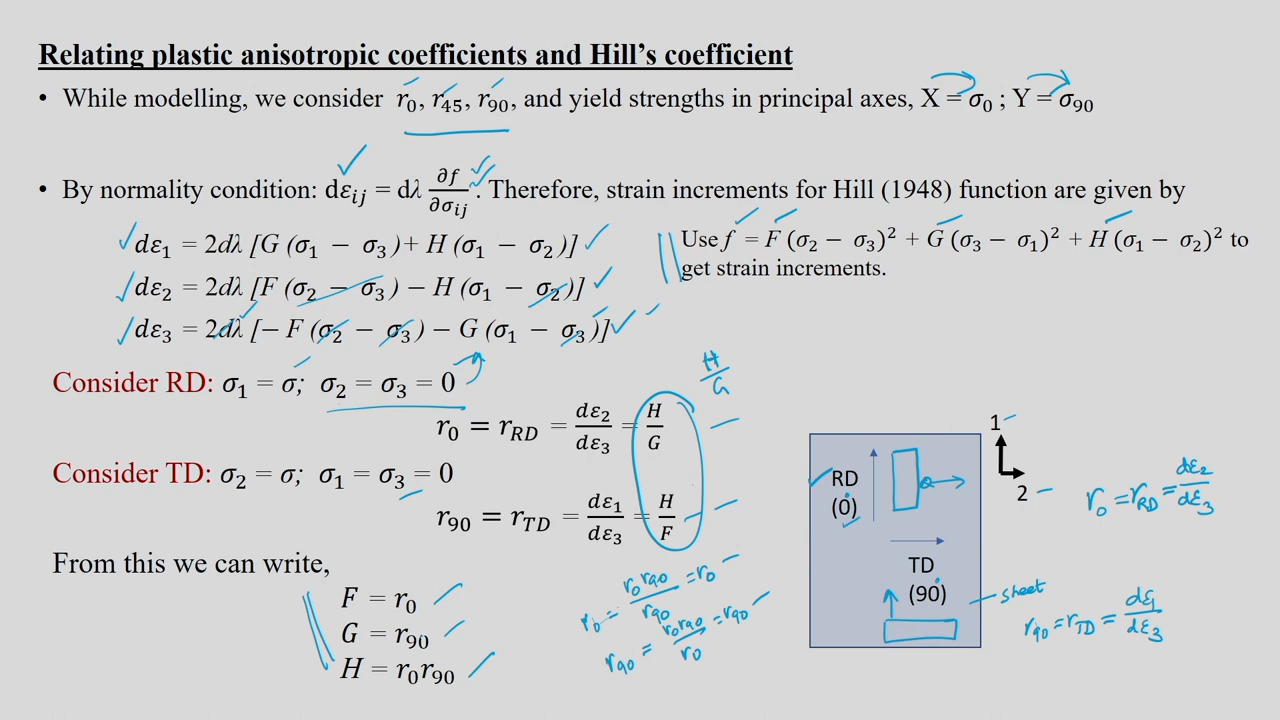 Relating plastic anisotropic coefficients and Hill's coefficient
• While modelling, we consider r₀, r₄₅, r₉₀, and yield strengths in principal axes, X = σ₀ ; Y = σ₉₀
• By normality condition: dεᵢⱼ = dλ ∂f/∂σᵢⱼ. Therefore, strain increments for Hill (1948) function are given by
dε₁ = 2dλ [G (σ₁ − σ₃)+ H (σ₁ − σ₂)]
Use f = F (σ₂ − σ₃)² + G (σ₃ − σ₁)² + H (σ₁ − σ₂)² to
get strain increments.
dε₂ = 2dλ [F (σ₂ − σ₃) − H (σ₁ − σ₂)]
dε₃ = 2dλ [− F (σ₂ − σ₃) − G (σ₁ − σ₃)]
H/G
Consider RD: σ₁ = σ; σ₂ = σ₃ = 0
r₀ = r_RD = dε₂/dε₃ = H/G
Consider TD: σ₂ = σ; σ₁ = σ₃ = 0
r₉₀ = r_TD = dε₁/dε₃ = H/F
1
2
RD
(0)
r₀ = r_RD = dε₂/dε₃
TD
(90)
sheet
r₉₀ = r_TD = dε₁/dε₃
From this we can write,
F = r₀
G = r₉₀
H = r₀r₉₀
r₀ = r₀r₉₀/r₉₀ = r₀
r₉₀ = r₀r₉₀/r₀ = r₉₀